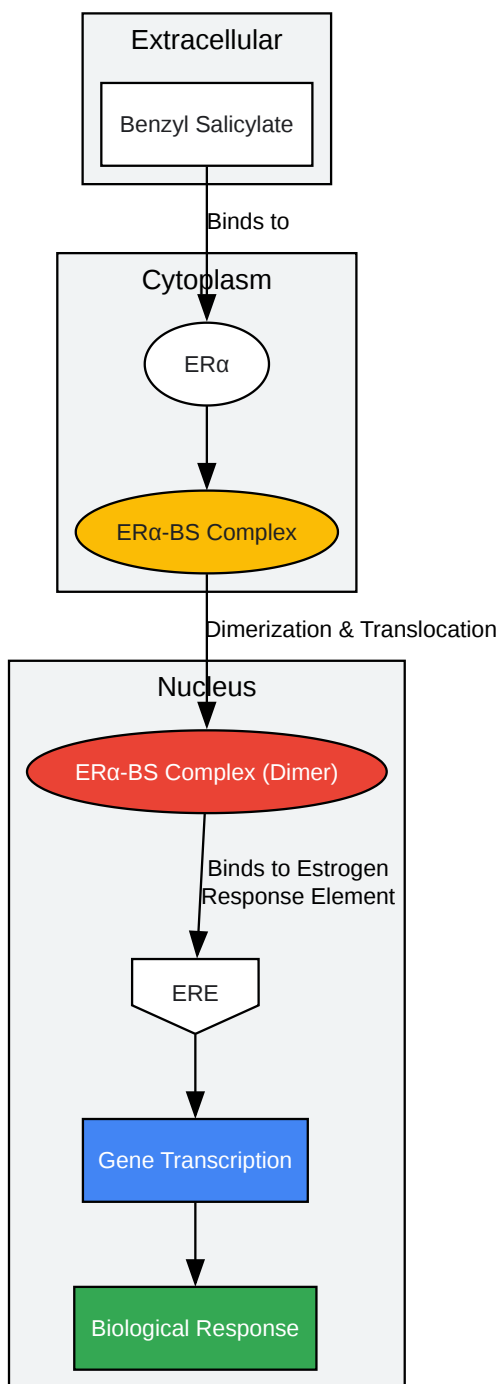 Extracellular
Benzyl Salicylate
Binds to
Cytoplasm
ERα
ERα-BS Complex
Dimerization & Translocation
Nucleus
ERα-BS Complex (Dimer)
Binds to Estrogen
Response Element
ERE
Gene Transcription
Biological Response